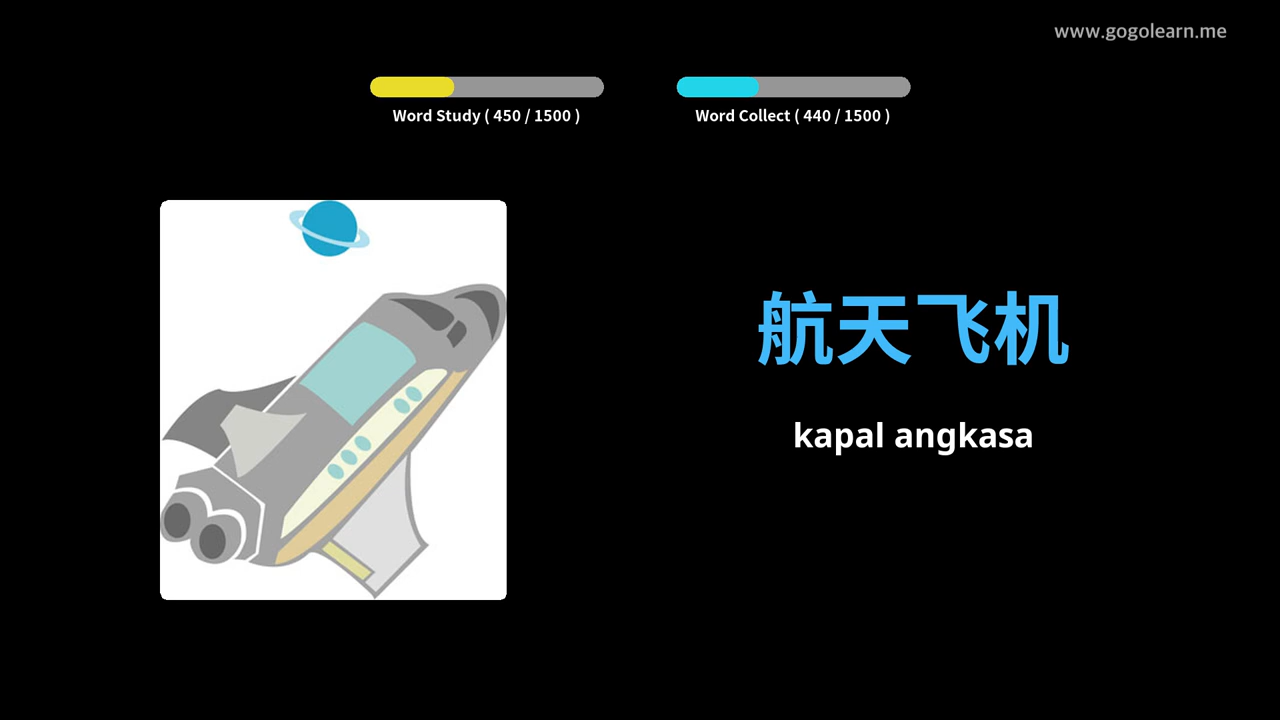 www.gogolearn.me
Word Study ( 450 / 1500 )
Word Collect ( 440 / 1500 )
航天飞机
kapal angkasa